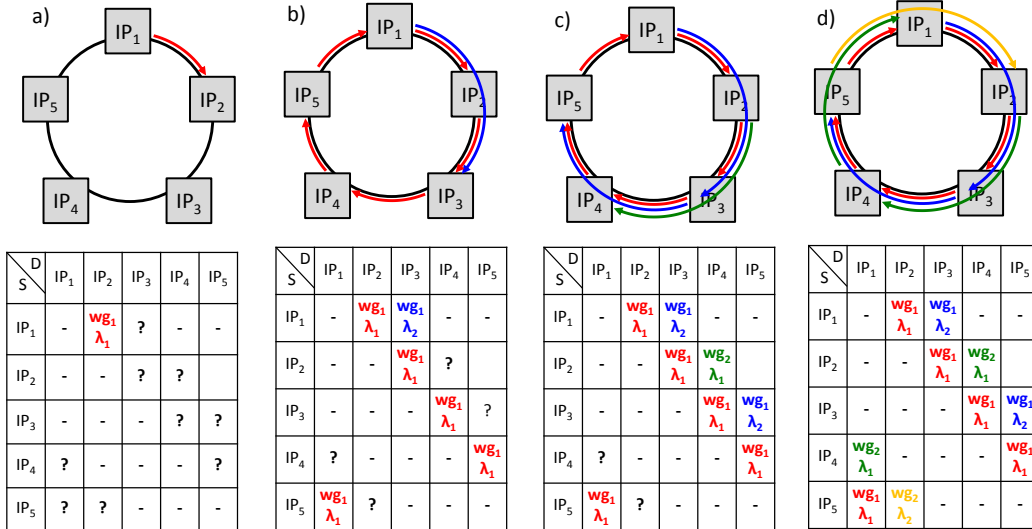 a)
IP1
IP5
IP2
IP4
IP3
b)
IP1
IP5
IP2
IP4
IP3
c)
IP1
IP5
IP2
IP4
IP3
d)
IP1
IP5
IP2
IP4
IP3
D
S IP1 IP2 IP3 IP4 IP5
IP1 - wg1 λ1 ? - -
IP2 - - ? ? -
IP3 - - - ? ?
IP4 ? - - - ?
IP5 ? ? - - -
D
S IP1 IP2 IP3 IP4 IP5
IP1 - wg1 λ1 wg1 λ2 - -
IP2 - - wg1 λ1 ? -
IP3 - - - wg1 λ1 ?
IP4 ? - - - wg1 λ1
IP5 wg1 λ1 ? - - -
D
S IP1 IP2 IP3 IP4 IP5
IP1 - wg1 λ1 wg1 λ2 - -
IP2 - - wg1 λ1 wg2 λ1 -
IP3 - - - wg1 λ1 wg1 λ2
IP4 ? - - - wg1 λ1
IP5 wg1 λ1 ? - - -
D
S IP1 IP2 IP3 IP4 IP5
IP1 - wg1 λ1 wg1 λ2 - -
IP2 - - wg1 λ1 wg2 λ1 -
IP3 - - - wg1 λ1 wg1 λ2
IP4 wg2 λ1 - - - wg1 λ1
IP5 wg1 λ1 wg2 λ2 - - -